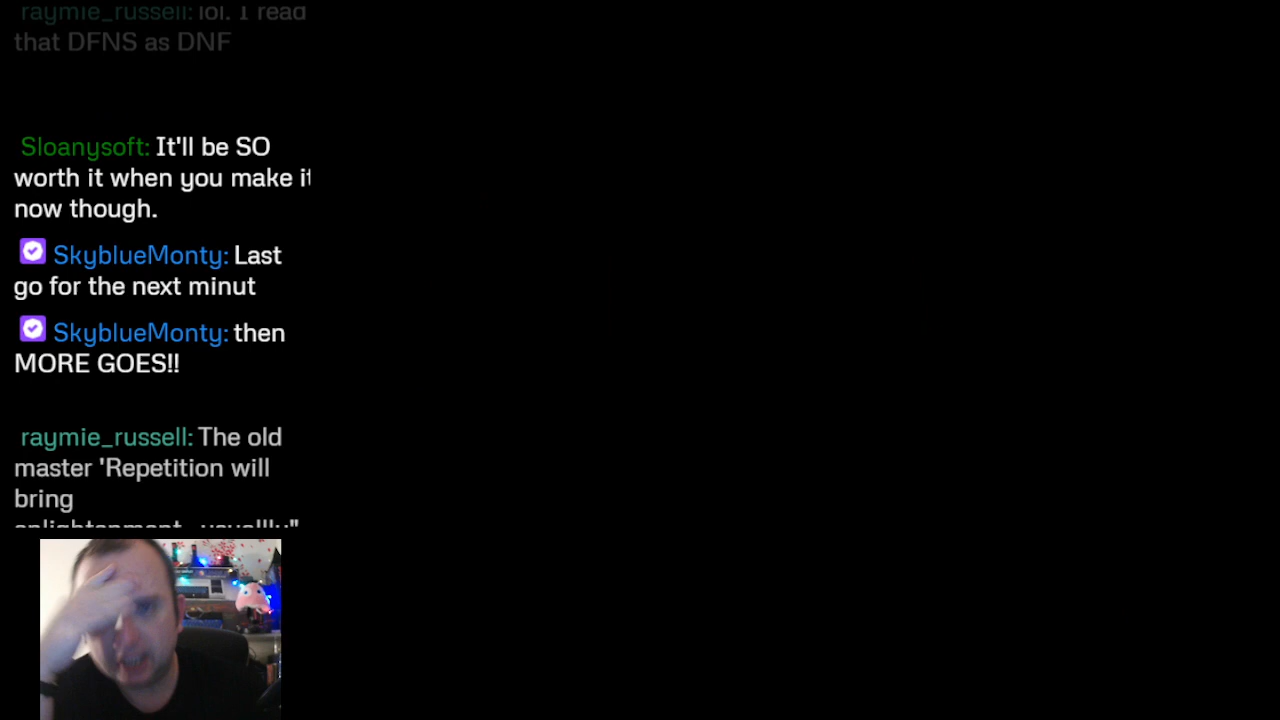 raymie_russell: lol. I read
that DFNS as DNF
Sloanysoft: It'll be SO
worth it when you make it
now though.
SkyblueMonty: Last
go for the next minut
SkyblueMonty: then
MORE GOES!!
raymie_russell: The old
master 'Repetition will
bring